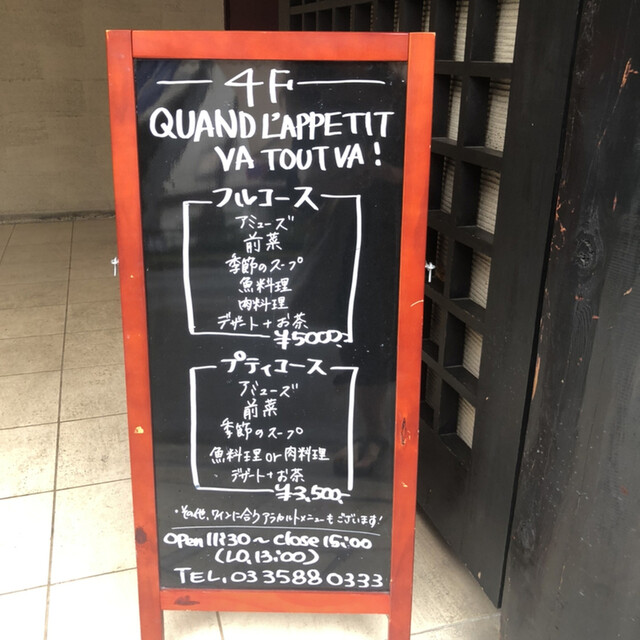 4F
QUAND L'APPETIT
VA TOUT VA!
フルコース
アミューズ
前菜
季節のスープ
魚料理
肉料理
デザート+お茶
¥5000-
プティコース
アミューズ
前菜
季節のスープ
魚料理or肉料理
デザート+お茶
¥3,500-
・その他、ワインに合うアラカルトメニューもございます!
open 11:30~close 15:00
(LO, 13:00)
TEL. 03 3588 0333